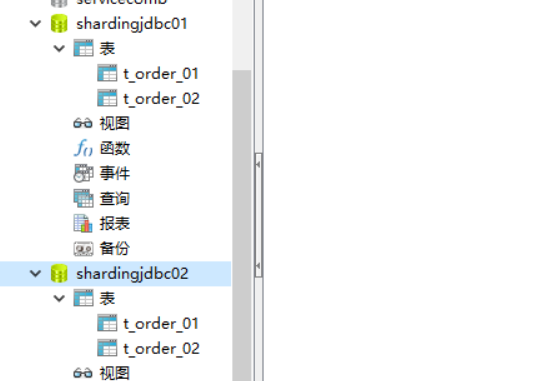 servicecomb
shardingjdbc01
表
t_order_01
t_order_02
视图
函数
事件
查询
报表
备份
shardingjdbc02
表
t_order_01
t_order_02
视图